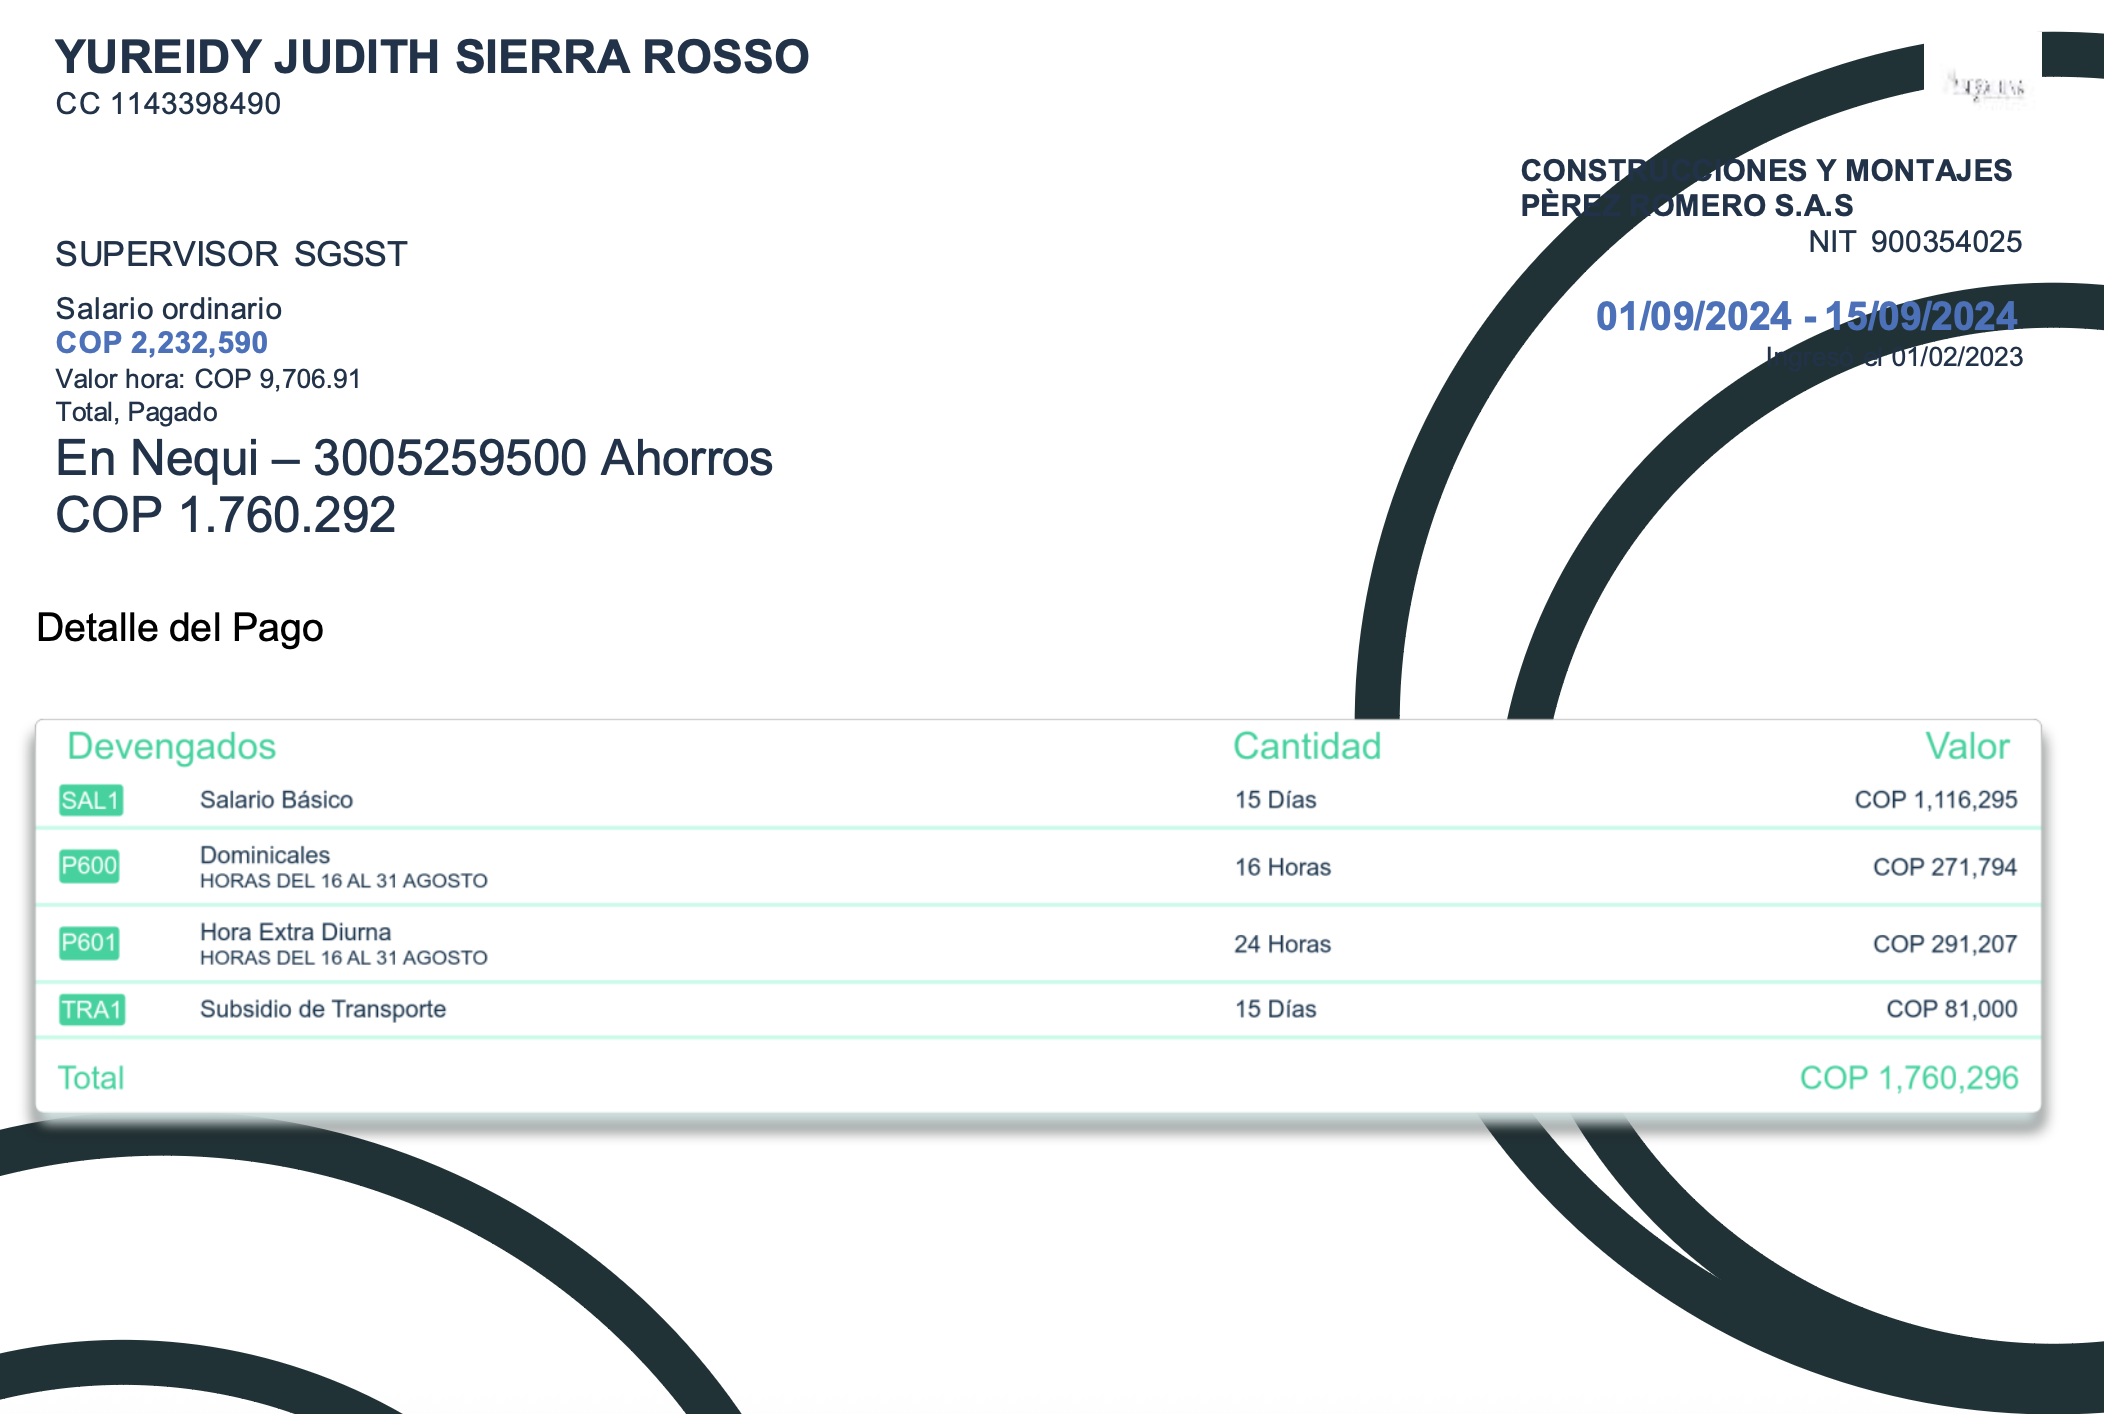 YUREIDY JUDITH SIERRA ROSSO
CC 1143398490
CONSTRUCCIONES Y MONTAJES
PÈREZ ROMERO S.A.S
NIT 900354025
SUPERVISOR SGSST
Salario ordinario
COP 2,232,590
Valor hora: COP 9,706.91
Total, Pagado
En Nequi – 3005259500 Ahorros
COP 1.760.292
01/09/2024 - 15/09/2024
Ingreso el 01/02/2023
Detalle del Pago
Devengados Cantidad Valor
SAL1 Salario Básico 15 Días COP 1,116,295
P600 Dominicales 16 Horas COP 271,794
HORAS DEL 16 AL 31 AGOSTO
P601 Hora Extra Diurna 24 Horas COP 291,207
HORAS DEL 16 AL 31 AGOSTO
TRA1 Subsidio de Transporte 15 Días COP 81,000
Total COP 1,760,296